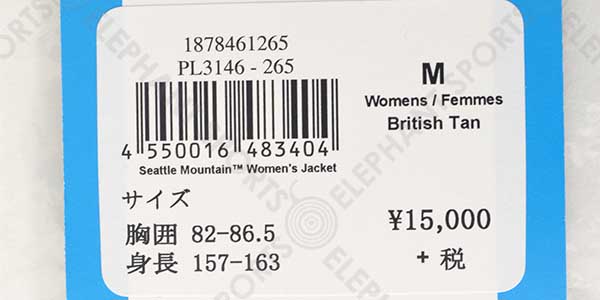 1878461265
PL3146 - 265
4 550016 483404
Seattle Mountain™ Women's Jacket
M
Womens / Femmes
British Tan
サイズ
胸囲 82-86.5
身長 157-163
¥15,000
+ 税
ELEPHANT SPORTS